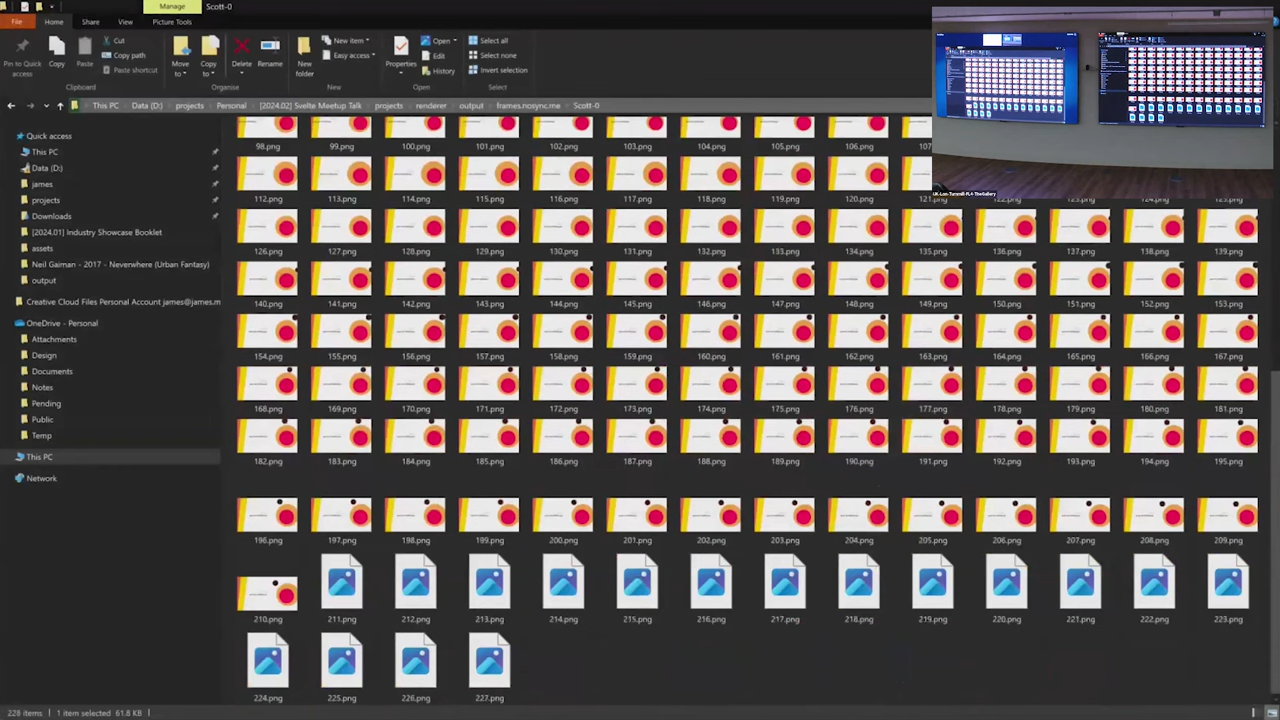 Manage
Scott-0
File
Home
Share
View
Picture Tools
Pin to Quick access
Copy
Paste
Cut
Copy path
Paste shortcut
Clipboard
Move to
Copy to
Delete
Rename
Organise
New folder
New item
Easy access
New
Properties
Open
Edit
History
Open
Select all
Select none
Invert selection
Select
This PC
Data (D:)
projects
Personal
[2024.02] Svelte Meetup Talk
projects
renderer
output
frames.nosync.me
Scott-0
Quick access
This PC
Data (D:)
james
projects
Downloads
[2024.01] Industry Showcase Booklet
assets
Neil Gaiman - 2017 - Neverwhere (Urban Fantasy)
output
Creative Cloud Files Personal Account james@james.m
OneDrive - Personal
Attachments
Design
Documents
Notes
Pending
Public
Temp
This PC
Network
98.png 99.png 100.png 101.png 102.png 103.png 104.png 105.png 106.png 107
112.png 113.png 114.png 115.png 116.png 117.png 118.png 119.png 120.png 121.png 122.png 123.png
126.png 127.png 128.png 129.png 130.png 131.png 132.png 133.png 134.png 135.png 136.png 137.png 138.png 139.png
140.png 141.png 142.png 143.png 144.png 145.png 146.png 147.png 148.png 149.png 150.png 151.png 152.png 153.png
154.png 155.png 156.png 157.png 158.png 159.png 160.png 161.png 162.png 163.png 164.png 165.png 166.png 167.png
168.png 169.png 170.png 171.png 172.png 173.png 174.png 175.png 176.png 177.png 178.png 179.png 180.png 181.png
182.png 183.png 184.png 185.png 186.png 187.png 188.png 189.png 190.png 191.png 192.png 193.png 194.png 195.png
196.png 197.png 198.png 199.png 200.png 201.png 202.png 203.png 204.png 205.png 206.png 207.png 208.png 209.png
210.png 211.png 212.png 213.png 214.png 215.png 216.png 217.png 218.png 219.png 220.png 221.png 222.png 223.png
224.png 225.png 226.png 227.png
228 items
1 item selected 61.8 KB
UK-Lon-Turnmill-FL4-TheGallery